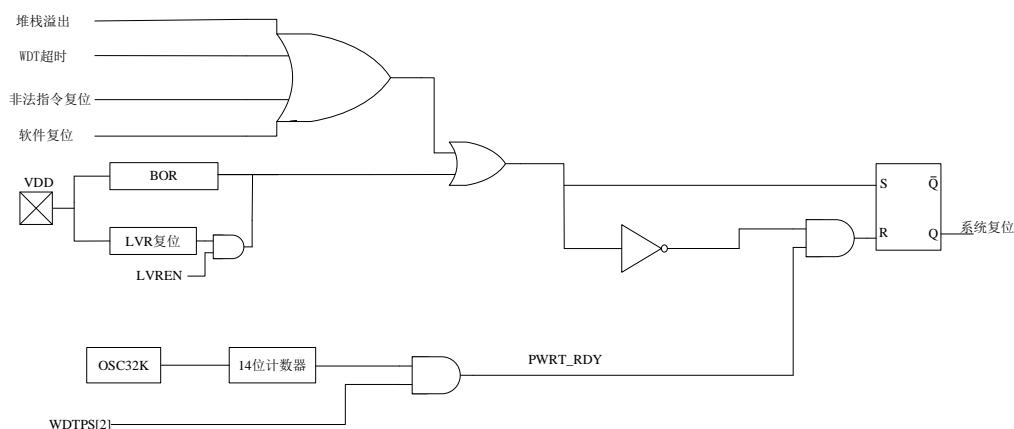 堆栈溢出
WDT超时
非法指令复位
软件复位
VDD
BOR
LVR复位
LVREN
S
Q̅
R
Q
系统复位
OSC32K
14位计数器
PWRT_RDY
WDTPS[2]